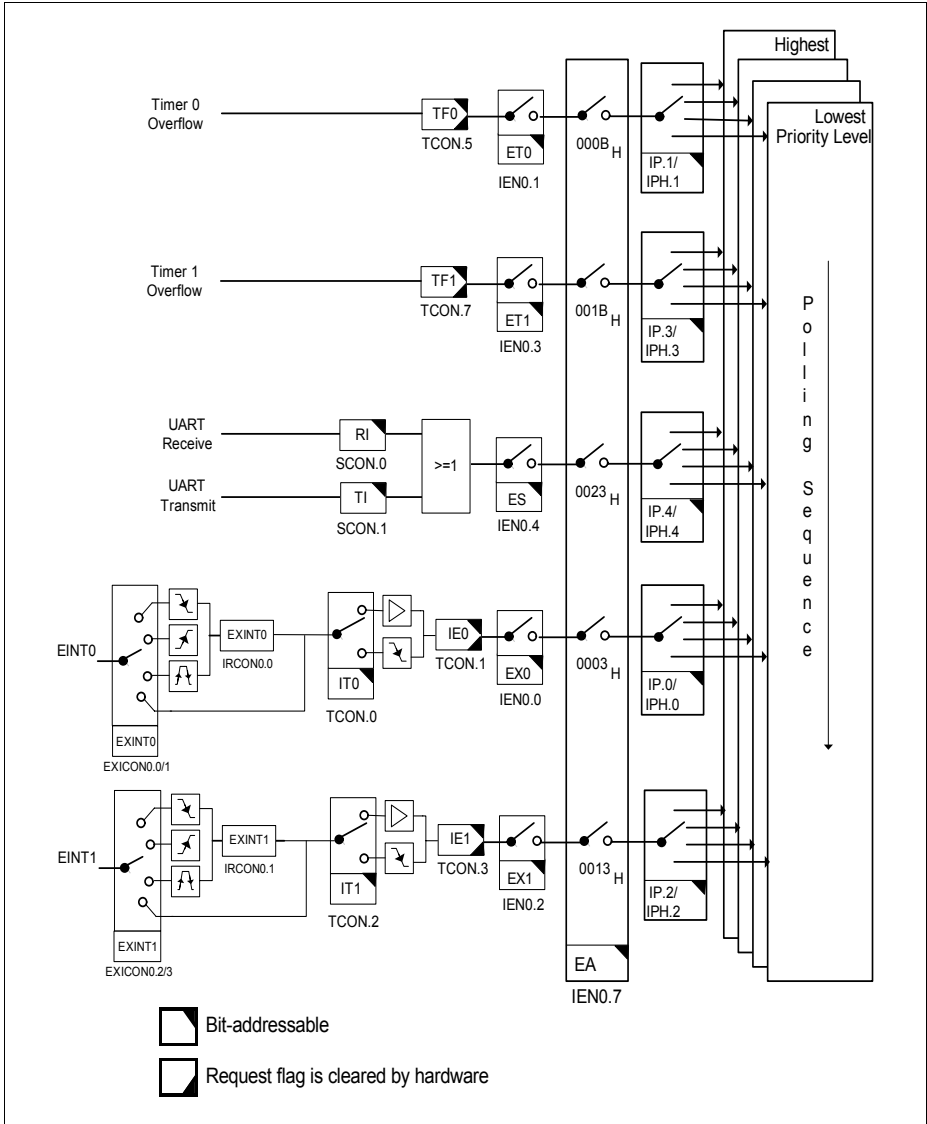 Highest
Lowest
Priority Level
Timer 0
Overflow
TF0
TCON.5
ET0
IEN0.1
000B H
IP.1/
IPH.1
Timer 1
Overflow
TF1
TCON.7
ET1
IEN0.3
001B H
IP.3/
IPH.3
UART
Receive
RI
SCON.0
UART
Transmit
TI
SCON.1
>=1
ES
IEN0.4
0023 H
IP.4/
IPH.4
EINT0
EXINT0
EXICON0.0/1
EXINT0
IRCON0.0
IT0
TCON.0
IE0
TCON.1
EX0
IEN0.0
0003 H
IP.0/
IPH.0
EINT1
EXINT1
EXICON0.2/3
EXINT1
IRCON0.1
IT1
TCON.2
IE1
TCON.3
EX1
IEN0.2
0013 H
IP.2/
IPH.2
EA
IEN0.7
Polling Sequence
Bit-addressable
Request flag is cleared by hardware